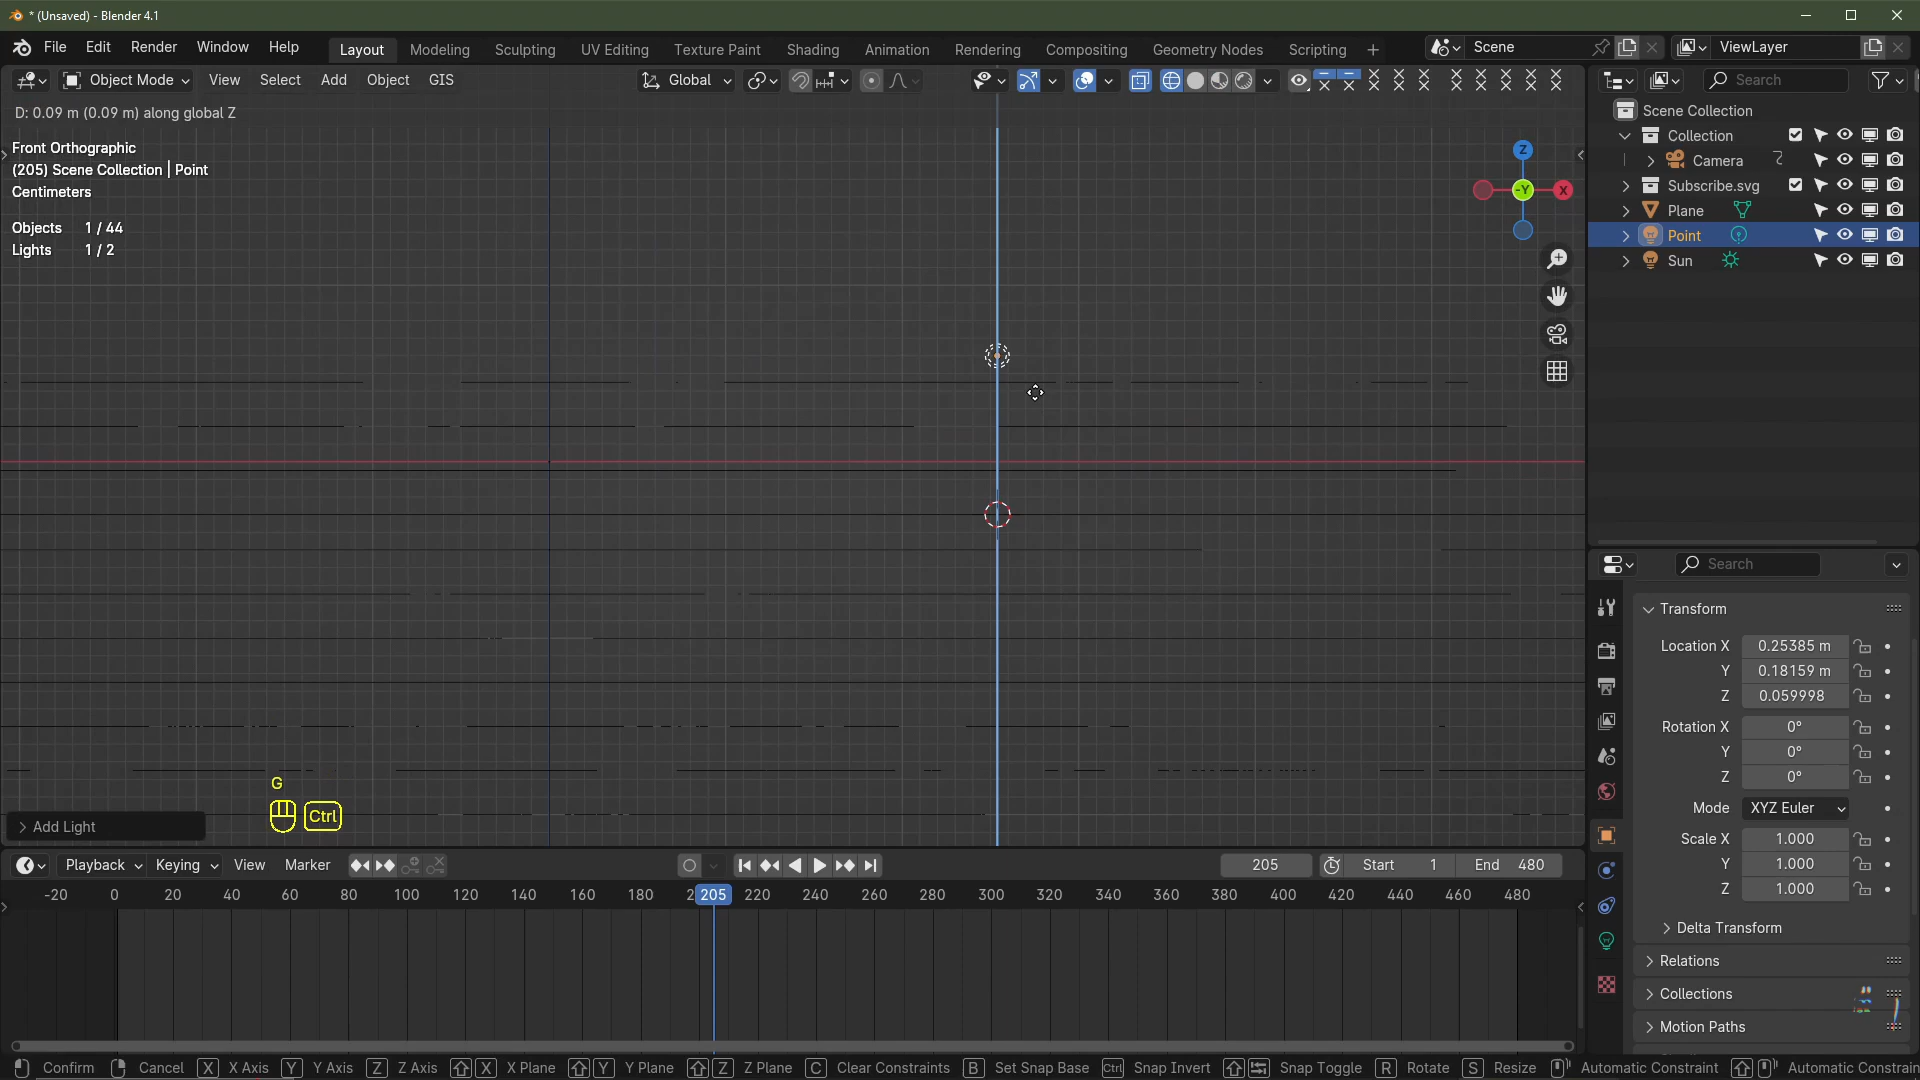 * (Unsaved) - Blender 4.1
File Edit Render Window Help Layout Modeling Sculpting UV Editing Texture Paint Shading Animation Rendering Compositing Geometry Nodes Scripting + Scene ViewLayer
Object Mode View Select Add Object GIS Global Search
D: 0.09 m (0.09 m) along global Z
Front Orthographic
(205) Scene Collection | Point
Centimeters
Objects 1 / 44
Lights 1 / 2
Z
-Y
X
Scene Collection
Collection
Camera
Subscribe.svg
Plane
Point
Sun
Search
Transform
Location X 0.25385 m
Y 0.18159 m
Z 0.059998
Rotation X 0°
Y 0°
Z 0°
Mode XYZ Euler
Scale X 1.000
Y 1.000
Z 1.000
Delta Transform
Relations
Collections
Motion Paths
G
Ctrl
Add Light
Playback Keying View Marker 205 Start 1 End 480
-20 0 20 40 60 80 100 120 140 160 180 2 205 220 240 260 280 300 320 340 360 380 400 420 440 460 480
Confirm Cancel X X Axis Y Y Axis Z Z Axis X X Plane Y Y Plane Z Z Plane C Clear Constraints B Set Snap Base Ctrl Snap Invert Snap Toggle R Rotate S Resize Automatic Constraint Automatic Constrain